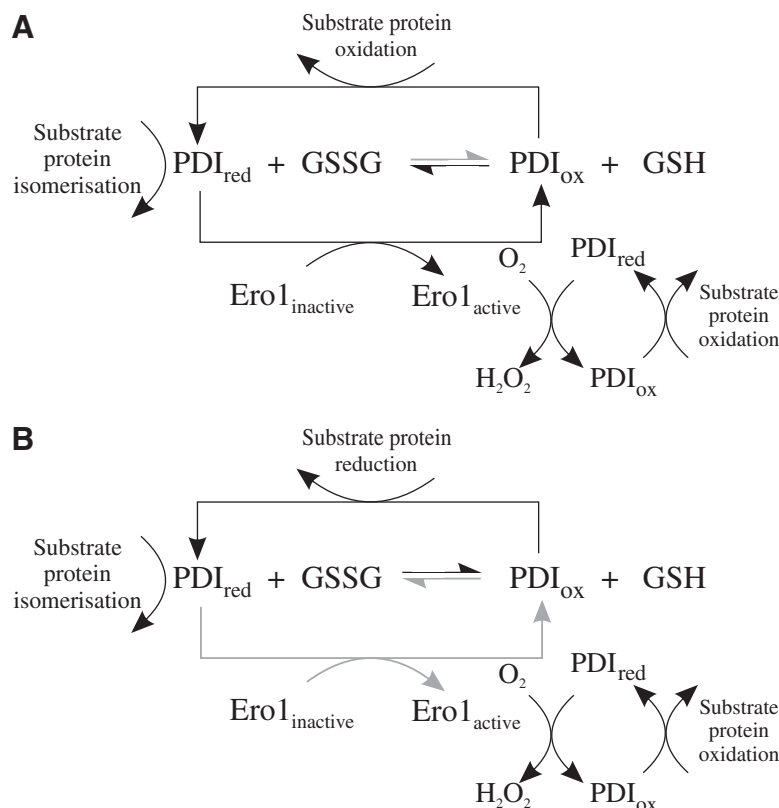 A
Substrate protein
oxidation
Substrate
protein
isomerisation
PDIred + GSSG PDIox + GSH
O2 PDIred
Ero1inactive Ero1active
Substrate
protein
oxidation
H2O2 PDIox
B
Substrate protein
reduction
Substrate
protein
isomerisation
PDIred + GSSG PDIox + GSH
O2 PDIred
Ero1inactive Ero1active
Substrate
protein
oxidation
H2O2 PDIox